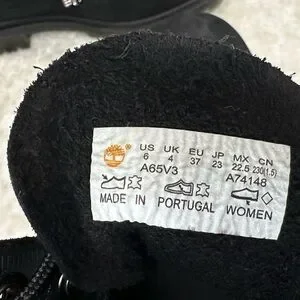 US UK EU JP MX CN
6 4 37 23 22.5 230(1.5)
A65V3 A74148
MADE IN PORTUGAL WOMEN